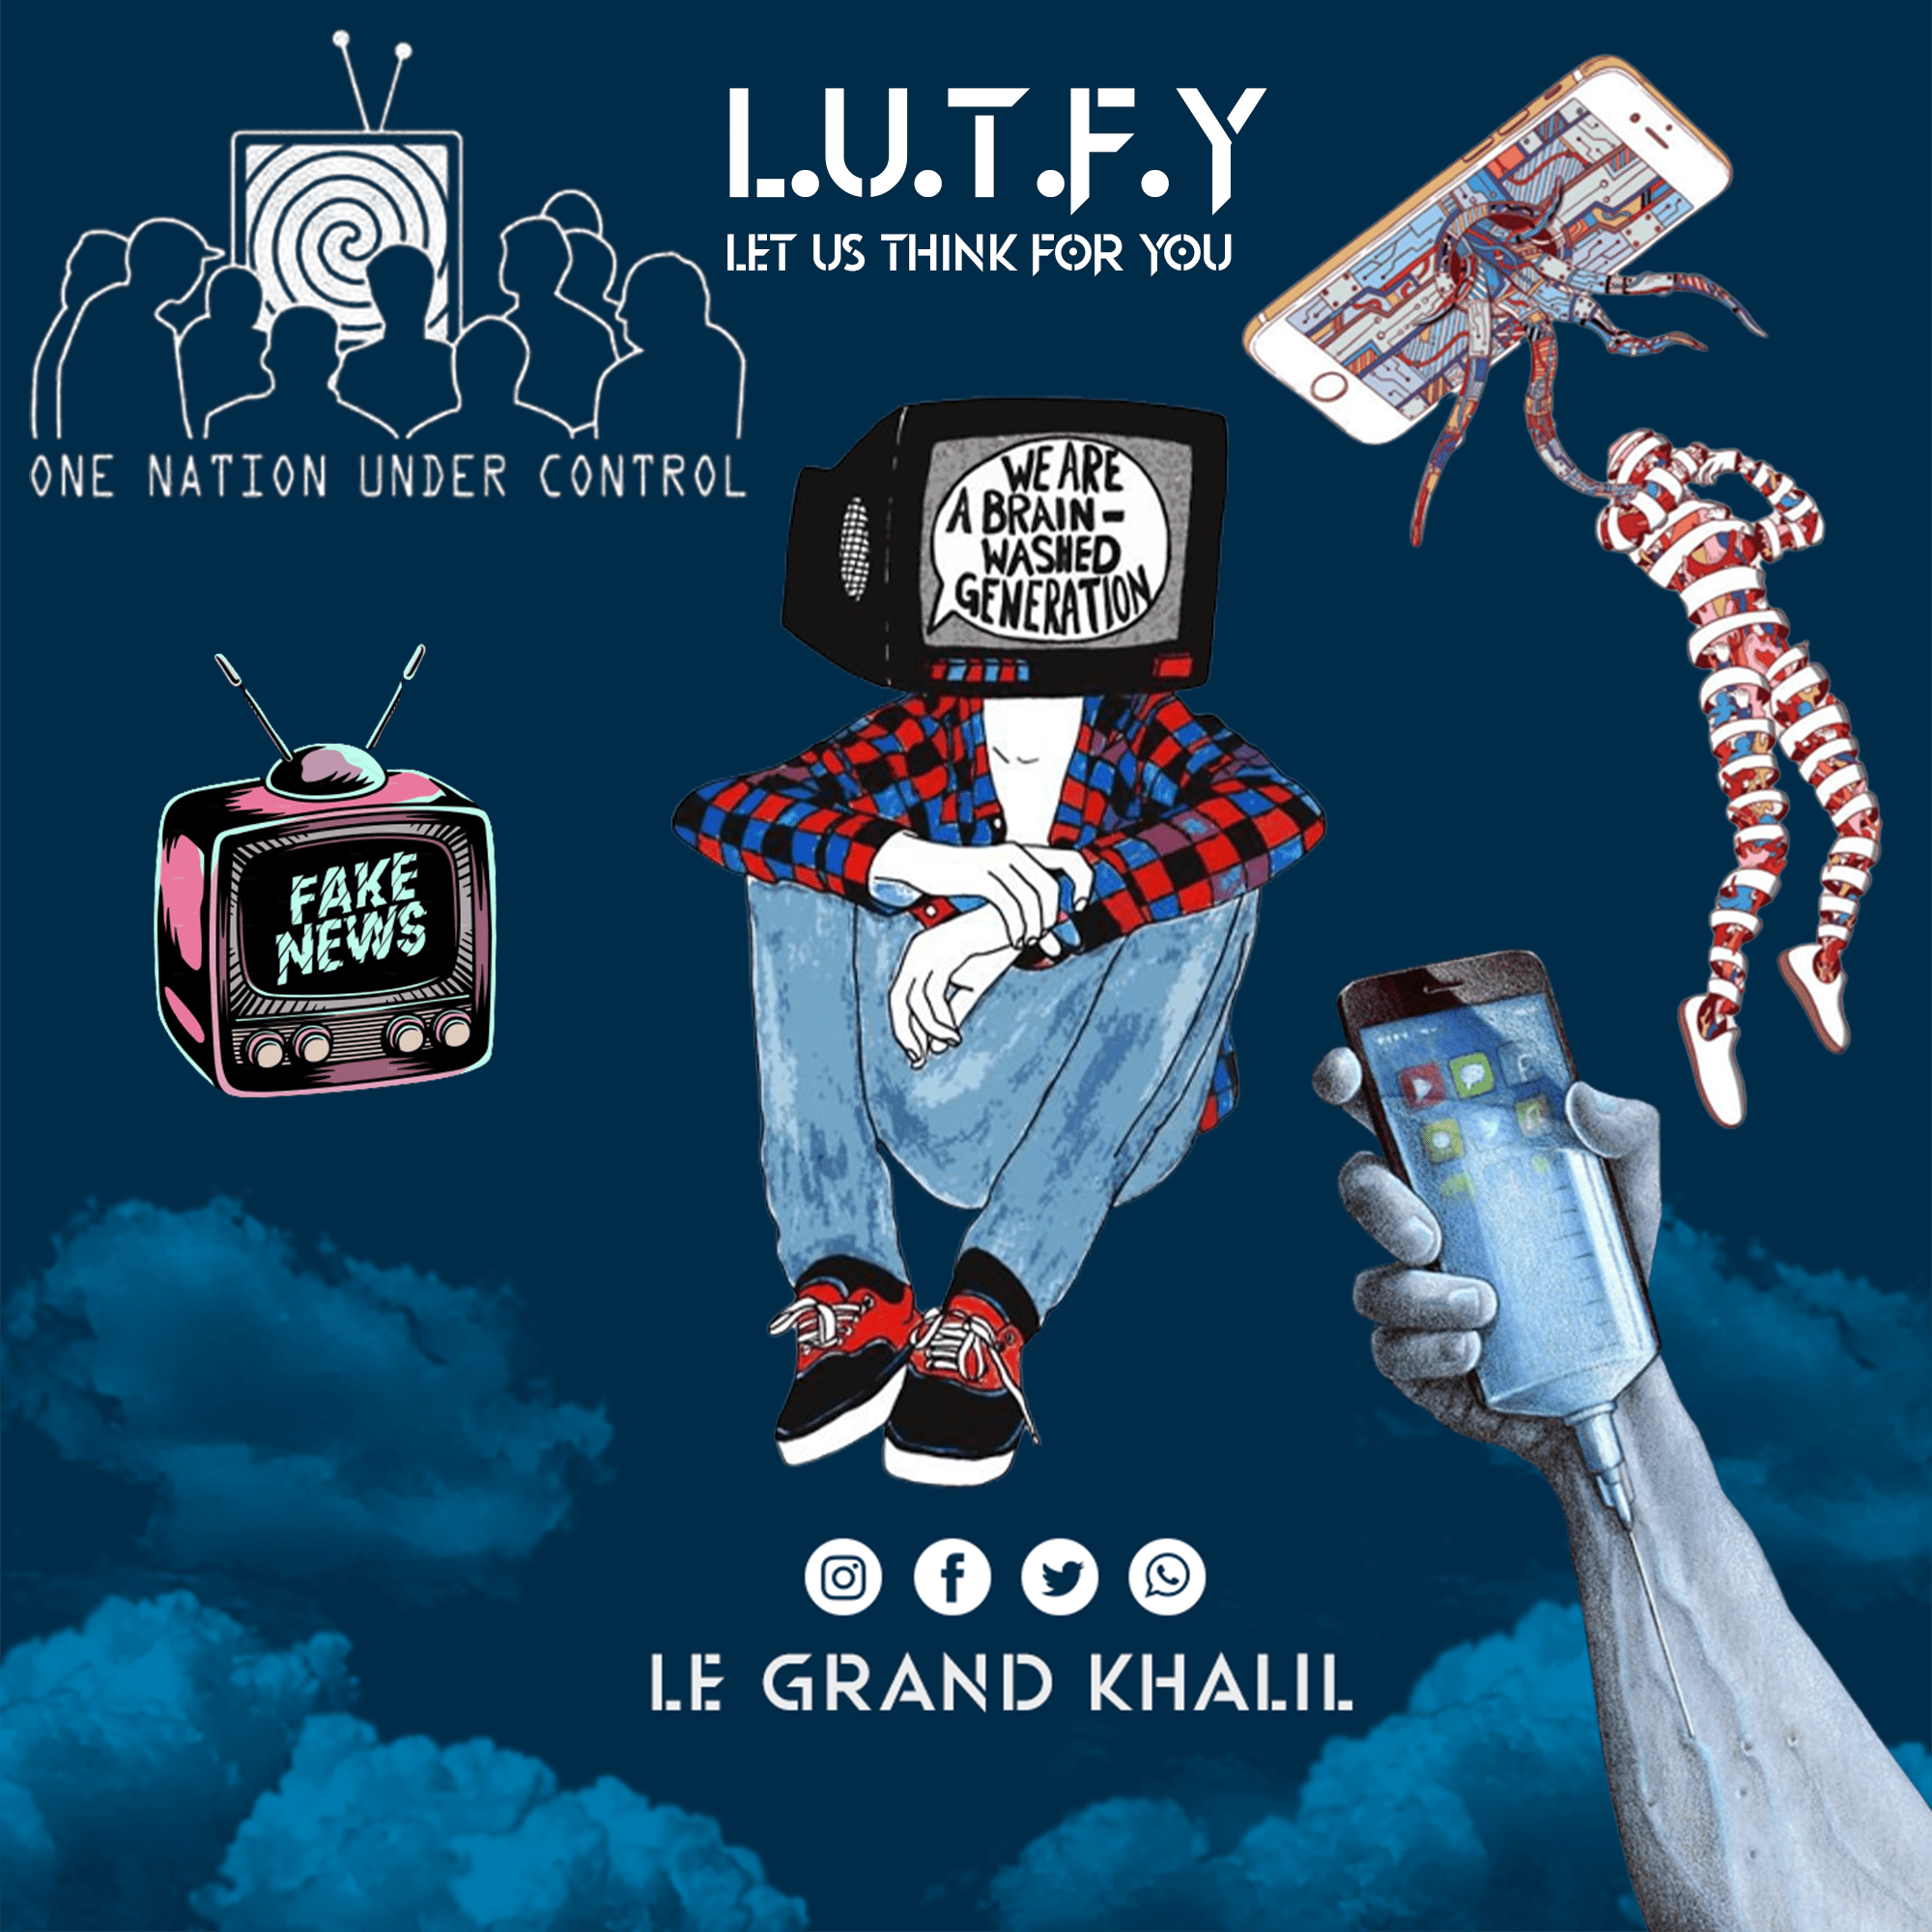 L.U.T.F.Y
LET US THINK FOR YOU
ONE NATION UNDER CONTROL
WE ARE
A BRAIN-
WASHED
GENERATION
FAKE
NEWS
LE GRAND KHALIL